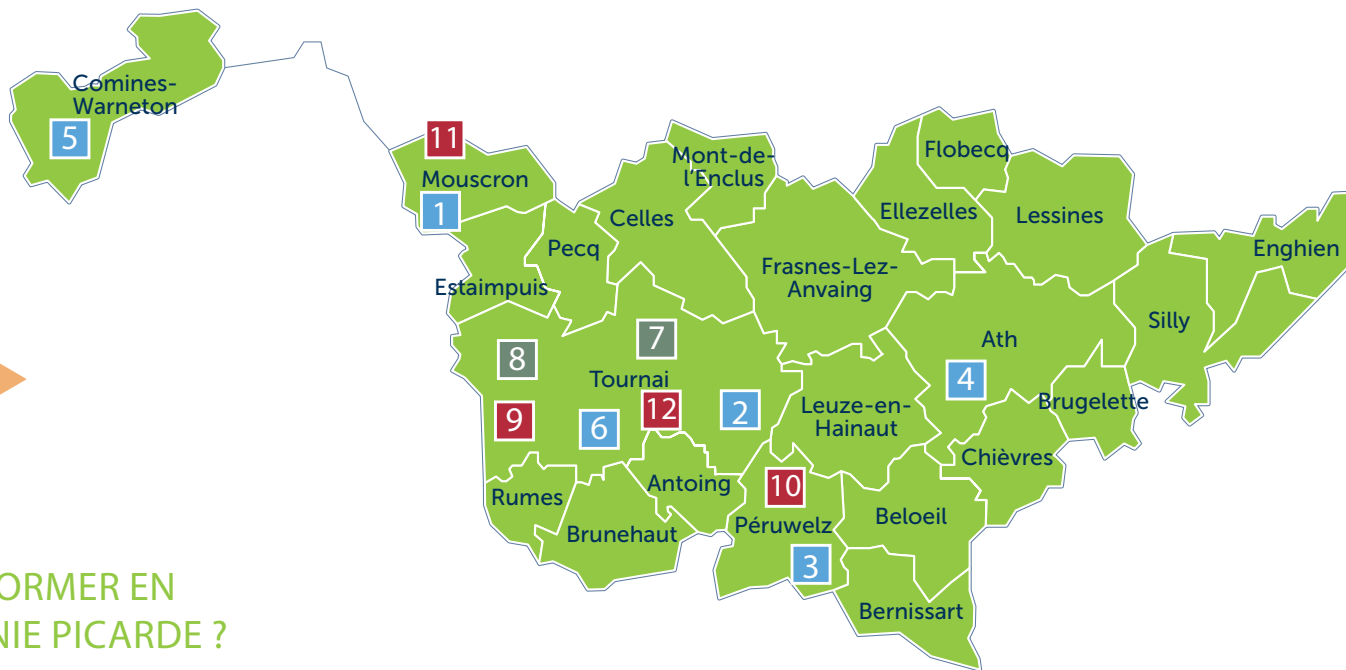 Comines-
Warneton
5
11
Mouscron
1
Mont-de-
l'Enclus
Flobecq
Celles
Ellezelles
Lessines
Pecq
Enghien
Frasnes-Lez-
Anvaing
Estaimpuis
Silly
7
Ath
8
Tournai
4
12
2
Leuze-en-
Hainaut
Brugelette
9
6
Chièvres
Rumes
Antoing
10
Beloeil
Péruwelz
Brunehaut
3
Bernissart
ORMER EN
NIE PICARDE ?